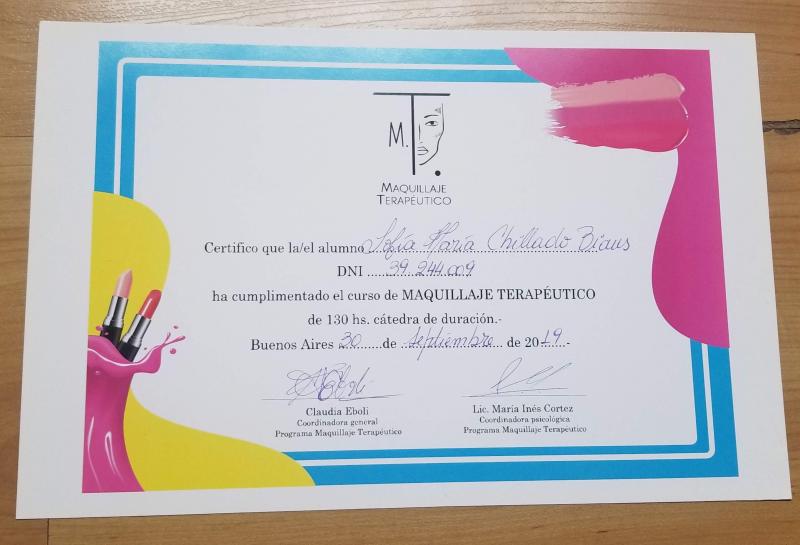 M.T.
MAQUILLAJE
TERAPÉUTICO
Certifico que la/el alumno Sofía María Chillado Biaus
DNI 39.244.009
ha cumplimentado el curso de MAQUILLAJE TERAPÉUTICO
de 130 hs. cátedra de duración.-
Buenos Aires 30 de septiembre de 2019.-
Claudia Eboli
Coordinadora general
Programa Maquillaje Terapéutico
Lic. María Inés Cortez
Coordinadora psicológica
Programa Maquillaje Terapéutico